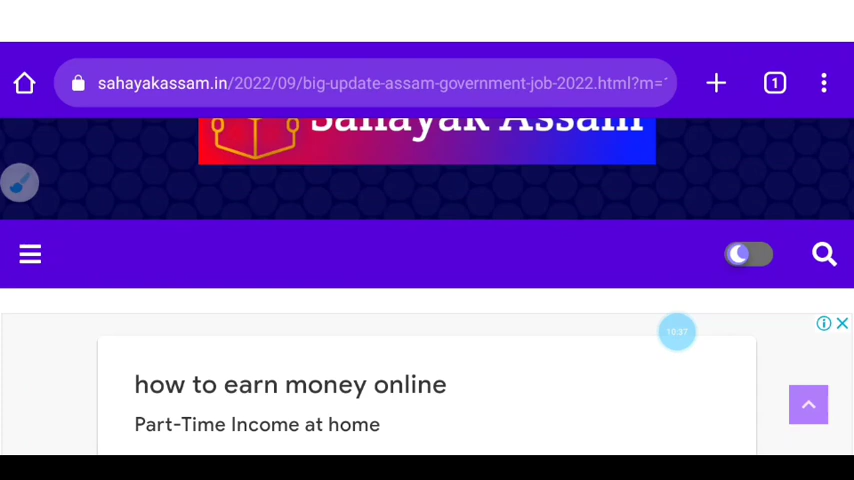 sahayakassam.in/2022/09/big-update-assam-government-job-2022.html?m=
1
Sahayak Assam
10:37
how to earn money online
Part-Time Income at home